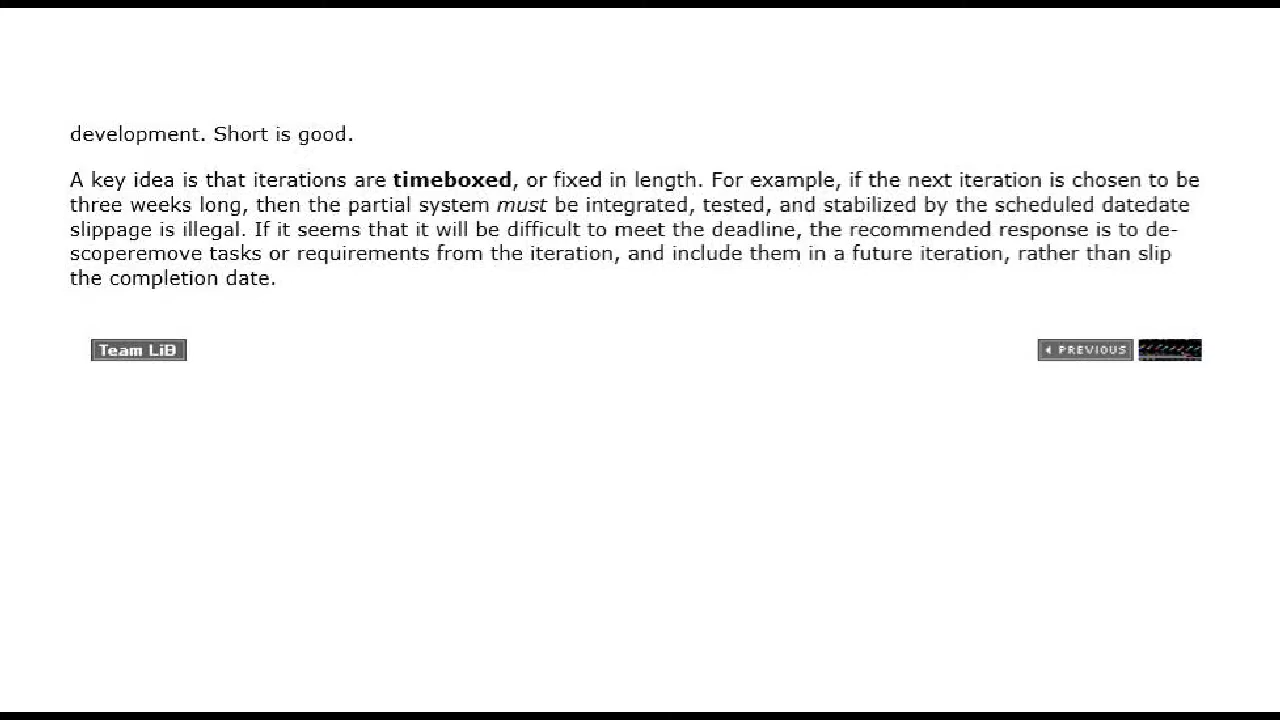 development. Short is good.
A key idea is that iterations are timeboxed, or fixed in length. For example, if the next iteration is chosen to be
three weeks long, then the partial system must be integrated, tested, and stabilized by the scheduled datedate
slippage is illegal. If it seems that it will be difficult to meet the deadline, the recommended response is to de-
scoperemove tasks or requirements from the iteration, and include them in a future iteration, rather than slip
the completion date.
Team LiB
PREVIOUS